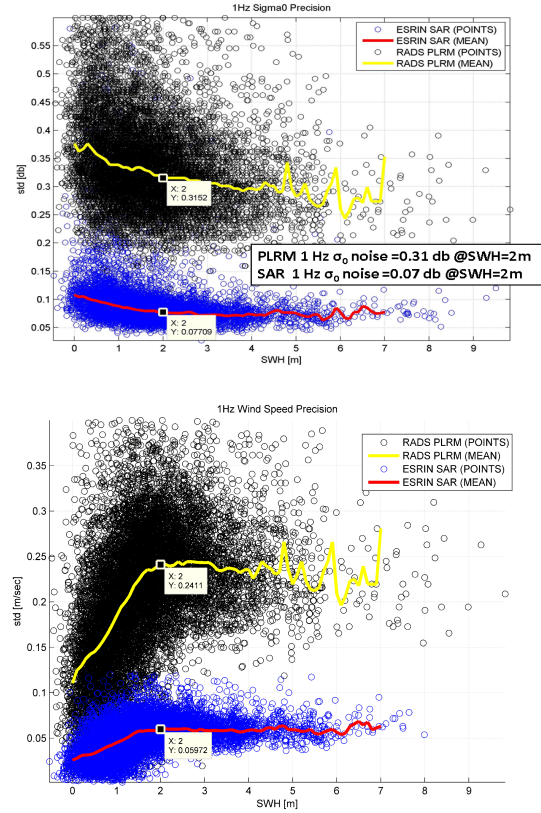 1Hz Sigma0 Precision
ESRIN SAR (POINTS)
ESRIN SAR (MEAN)
RADS PLRM (POINTS)
RADS PLRM (MEAN)
0.6
0.55
0.5
0.45
0.4
0.35
0.3
0.25
0.2
0.15
0.1
0.05
std [db]
X: 2
Y: 0.3152
PLRM 1 Hz σ₀ noise =0.31 db @SWH=2m
SAR 1 Hz σ₀ noise =0.07 db @SWH=2m
X: 2
Y: 0.07709
0 1 2 3 4 5 6 7 8 9
SWH [m]
1Hz Wind Speed Precision
RADS PLRM (POINTS)
RADS PLRM (MEAN)
ESRIN SAR (POINTS)
ESRIN SAR (MEAN)
0.35
0.3
0.25
0.2
0.15
0.1
0.05
std [m/sec]
X: 2
Y: 0.2411
X: 2
Y: 0.05972
0 1 2 3 4 5 6 7 8 9
SWH [m]